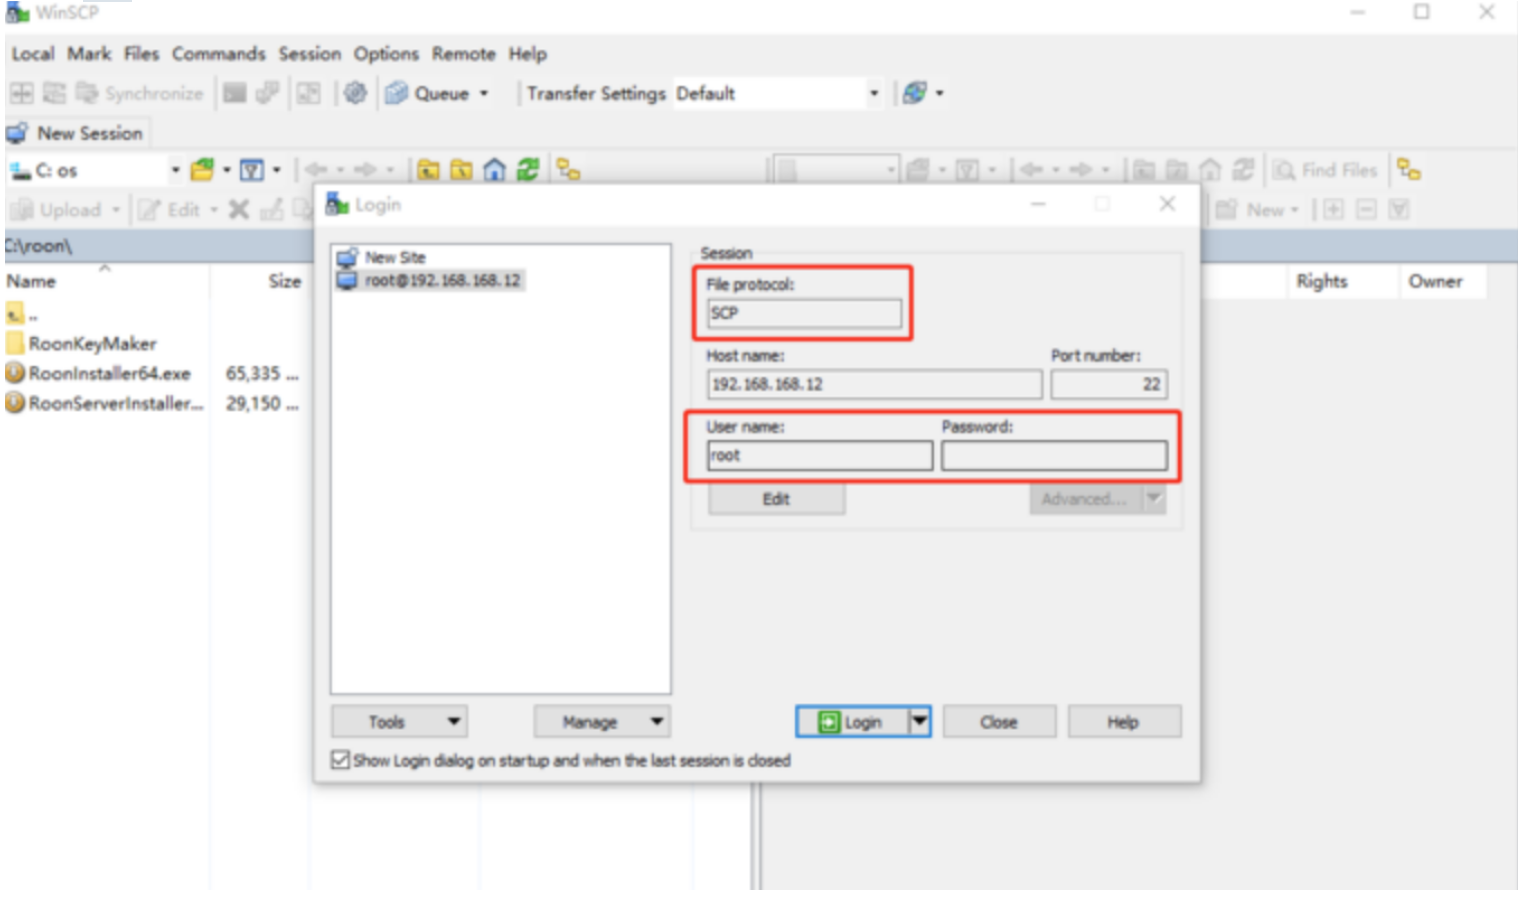 WinSCP
Local Mark Files Commands Session Options Remote Help
Synchronize Queue Transfer Settings Default
New Session
C: os Find Files
Upload Edit New
C:\roon\
Name Size Rights Owner
..
RoonKeyMaker
RoonInstaller64.exe 65,335 ...
RoonServerInstaller... 29,150 ...
Login
New Site
root@192.168.168.12
Session
File protocol:
SCP
Host name: Port number:
192.168.168.12 22
User name: Password:
root
Edit Advanced...
Tools Manage Login Close Help
Show Login dialog on startup and when the last session is closed